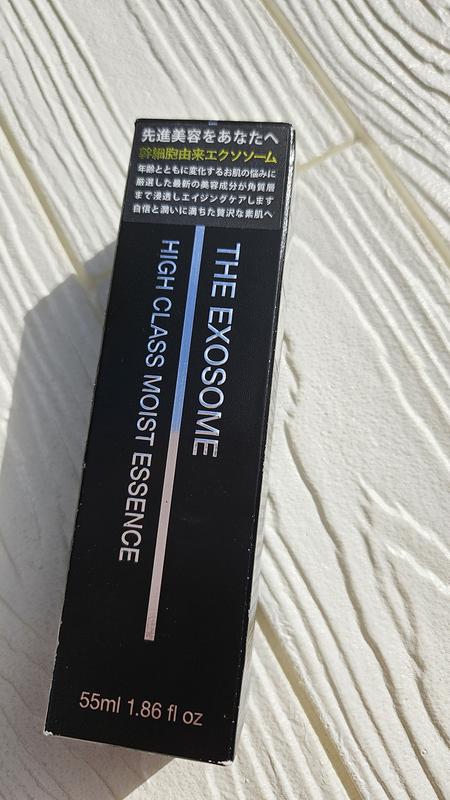 先進美容をあなたへ
幹細胞由来エクソソーム
年齢とともに変化するお肌の悩みに
厳選した最新の美容成分が角質層
まで浸透しエイジングケアします
自信と潤いに満ちた贅沢な素肌へ
THE EXOSOME
HIGH CLASS MOIST ESSENCE
55ml 1.86 fl oz